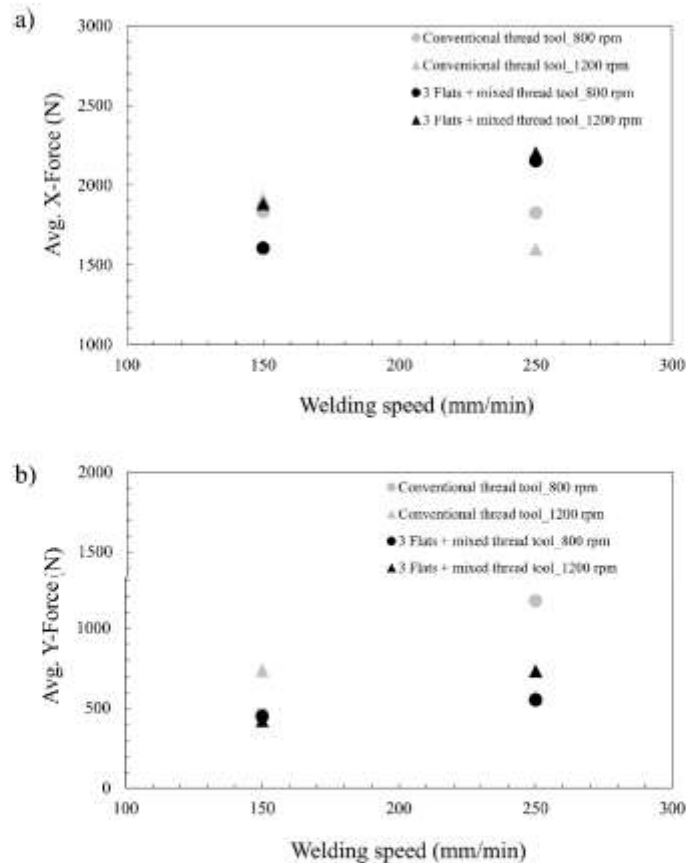 a)
3000
2500
2000
1500
1000
100
150
200
250
300
Avg. X-Force (N)
Welding speed (mm/min)
Conventional thread tool_800 rpm
Conventional thread tool_1200 rpm
3 Flats + mixed thread tool_800 rpm
3 Flats + mixed thread tool_1200 rpm
b)
2000
1500
1000
500
0
100
150
200
250
300
Avg. Y-Force (N)
Welding speed (mm/min)
Conventional thread tool_800 rpm
Conventional thread tool_1200 rpm
3 Flats + mixed thread tool_800 rpm
3 Flats + mixed thread tool_1200 rpm